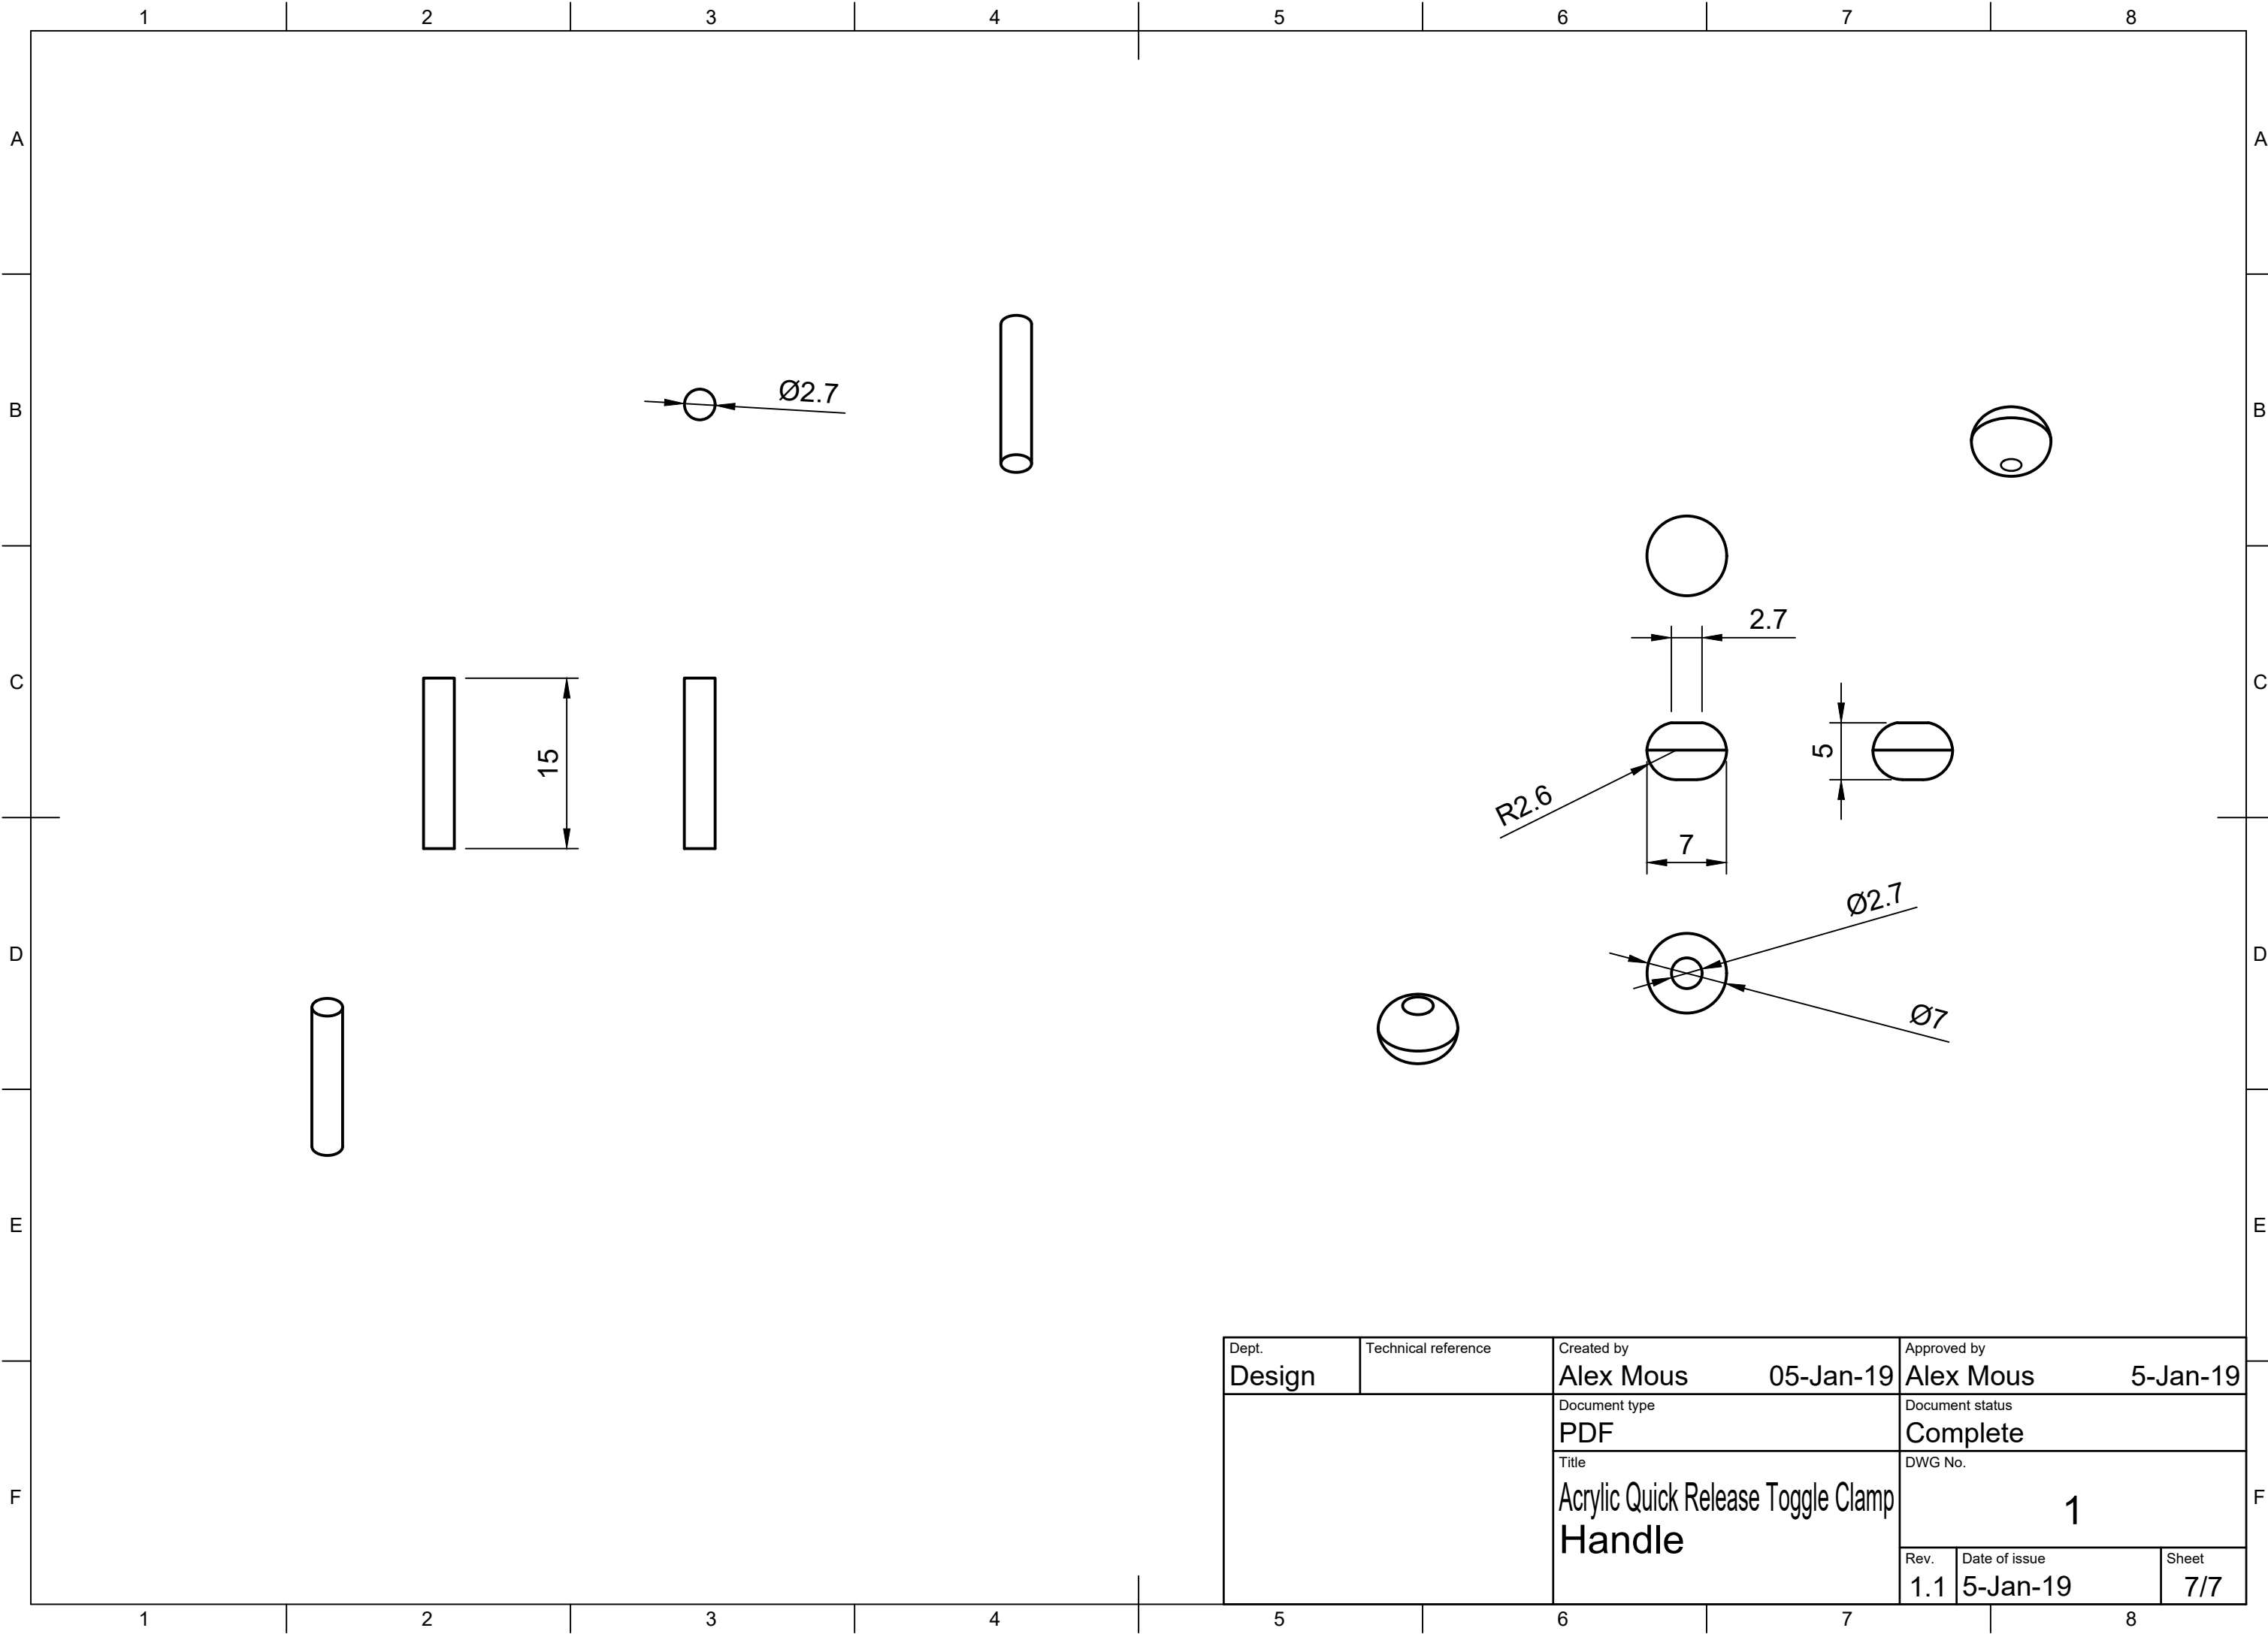 1 2 3 4 5 6 7 8
A A
Ø2.7
B B
2.7
C C
15
5
R2.6
7
Ø2.7
D D
Ø7
E E
Dept. Technical reference Created by Approved by
Design Alex Mous 05-Jan-19 Alex Mous 5-Jan-19
Document type Document status
PDF Complete
Title DWG No.
Acrylic Quick Release Toggle Clamp
F 1 F
Handle
Rev. Date of issue Sheet
1.1 5-Jan-19 7/7
1 2 3 4 5 6 7 8